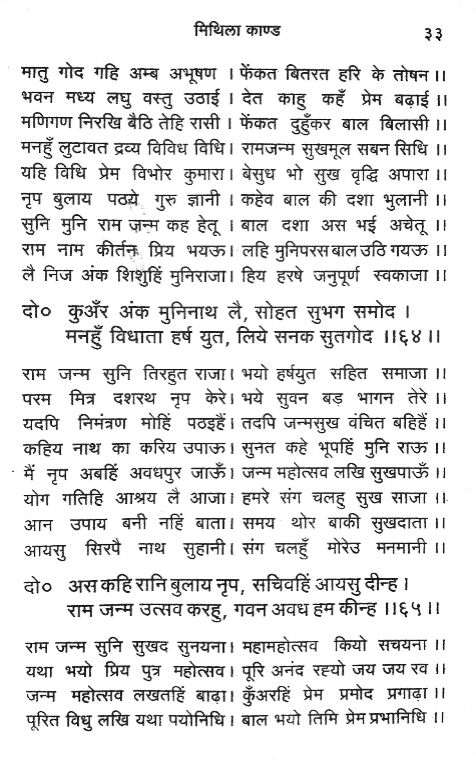 मिथिला काण्ड ३३
मातु गोद गहि अम्ब अभूषण । फेंकत बितरत हरि के तोषन ।।
भवन मध्य लघु वस्तु उठाई । देत काहु कहँ प्रेम बढ़ाई ।।
मणिगण निरखि बैठि तेहि रासी । फेंकत दुहुँकर बाल बिलासी ।।
मनहुँ लुटावत द्रव्य विविध विधि । रामजन्म सुखमूल सबन सिधि ।।
यहि विधि प्रेम विभोर कुमारा । बेसुध भो सुख वृद्धि अपारा ।।
नृप बुलाय पठये गुरु ज्ञानी । कहेव बाल की दशा भुलानी ।।
सुनि मुनि राम जन्म कह हेतू । बाल दशा अस भई अचेतू ।।
राम नाम कीर्तन प्रिय भयऊ । लहि मुनिपरस बाल उठि गयऊ ।।
लै निज अंक शिशुहिं मुनिराजा । हिय हरषे जनुपूर्ण स्वकाजा ।।
दो० कुअँर अंक मुनिनाथ लै, सोहत सुभग समोद ।
मनहुँ विधाता हर्ष युत, लिये सनक सुतगोद ।।६४।।
राम जन्म सुनि तिरहुत राजा । भयो हर्षयुत सहित समाजा ।।
परम मित्र दशरथ नृप केरे । भये सुवन बड़ भागन तेरे ।।
यदपि निमंत्रण मोहिं पठइहैं । तदपि जन्मसुख वंचित बहिहैं ।।
कहिय नाथ का करिय उपाऊ । सुनत कहे भूपहिं मुनि राऊ ।।
मैं नृप अबहिं अवधपुर जाऊँ । जन्म महोत्सव लखि सुखपाऊँ ।।
योग गतिहि आश्रय लै आजा । हमरे संग चलहु सुख साजा ।।
आन उपाय बनी नहिं बाता । समय थोर बाकी सुखदाता ।।
आयसु सिरपै नाथ सुहानी । संग चलहुँ मोरेउ मनमानी ।।
दो० अस कहि रानि बुलाय नृप, सचिवहिं आयसु दीन्ह ।
राम जन्म उत्सव करहु, गवन अवध हम कीन्ह ।।६५।।
राम जन्म सुनि सुखद सुनयना । महामहोत्सव कियो सचयना ।।
यथा भयो प्रिय पुत्र महोत्सव । पूरि अनंद रह्यो जय जय रव ।।
जन्म महोत्सव लखतहिं बाढ़ा । कुँअरहिं प्रेम प्रमोद प्रगाढ़ा ।।
पूरित विधु लखि यथा पयोनिधि । बाल भयो तिमि प्रेम प्रभानिधि ।।